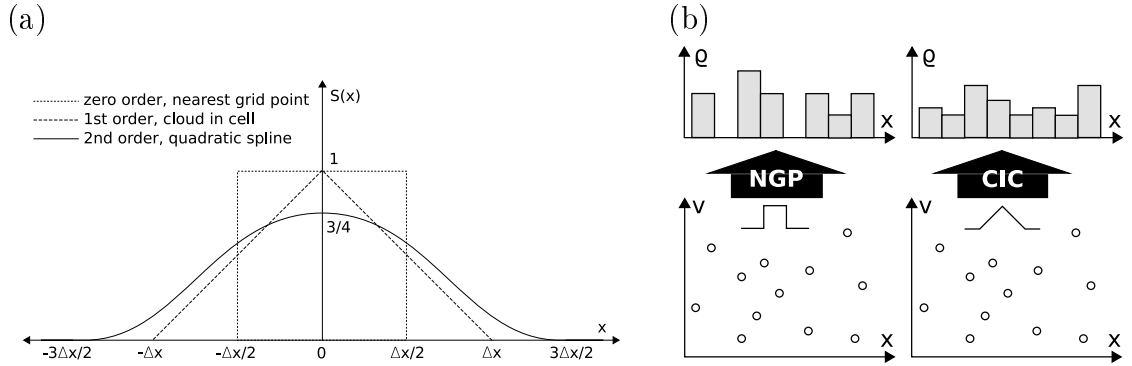 (a)
S(x)
zero order, nearest grid point
1st order, cloud in cell
2nd order, quadratic spline
1
3/4
x
-3Δx/2 -Δx -Δx/2 0 Δx/2 Δx 3Δx/2
(b)
ϱ ϱ
x x
NGP CIC
v v
x x